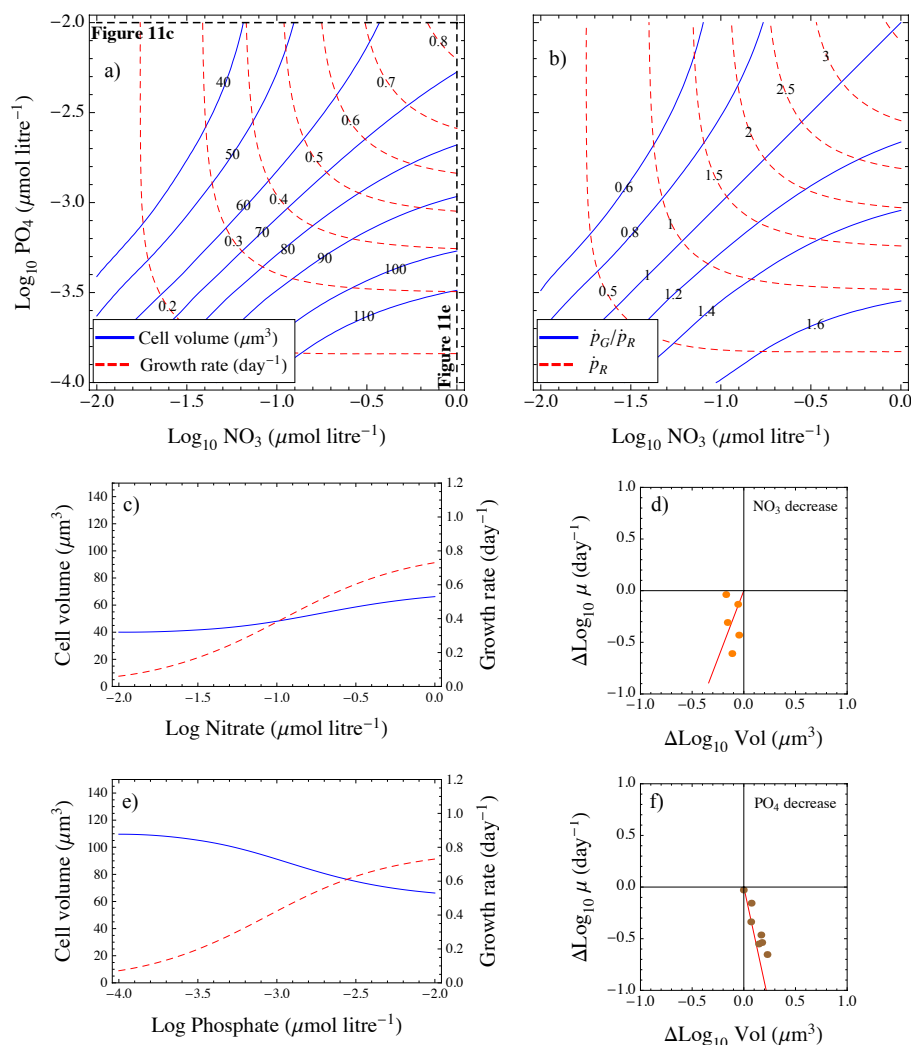 Figure 11c
a)
−2.0
−2.5
−3.0
−3.5
−4.0
Log10 PO4 (μmol litre−1)
40
50
60
70
80
90
100
110
0.2
0.3
0.4
0.5
0.6
0.7
0.8
Cell volume (μm3)
Growth rate (day−1)
Figure 11e
−2.0 −1.5 −1.0 −0.5 0.0
Log10 NO3 (μmol litre−1)
b)
0.6
0.8
1
1.2
1.4
1.6
0.5
1
1.5
2
2.5
3
ṗG/ṗR
ṗR
−2.0 −1.5 −1.0 −0.5 0.0
Log10 NO3 (μmol litre−1)
c)
Cell volume (μm3)
140
120
100
80
60
40
20
0
1.2
1.0
0.8
0.6
0.4
0.2
0.0
Growth rate (day−1)
−2.0 −1.5 −1.0 −0.5 0.0
Log Nitrate (μmol litre−1)
d)
NO3 decrease
ΔLog10 μ (day−1)
1.0
0.5
0.0
−0.5
−1.0
−1.0 −0.5 0.0 0.5 1.0
ΔLog10 Vol (μm3)
e)
Cell volume (μm3)
140
120
100
80
60
40
20
0
1.2
1.0
0.8
0.6
0.4
0.2
0.0
Growth rate (day−1)
−4.0 −3.5 −3.0 −2.5 −2.0
Log Phosphate (μmol litre−1)
f)
PO4 decrease
ΔLog10 μ (day−1)
1.0
0.5
0.0
−0.5
−1.0
−1.0 −0.5 0.0 0.5 1.0
ΔLog10 Vol (μm3)